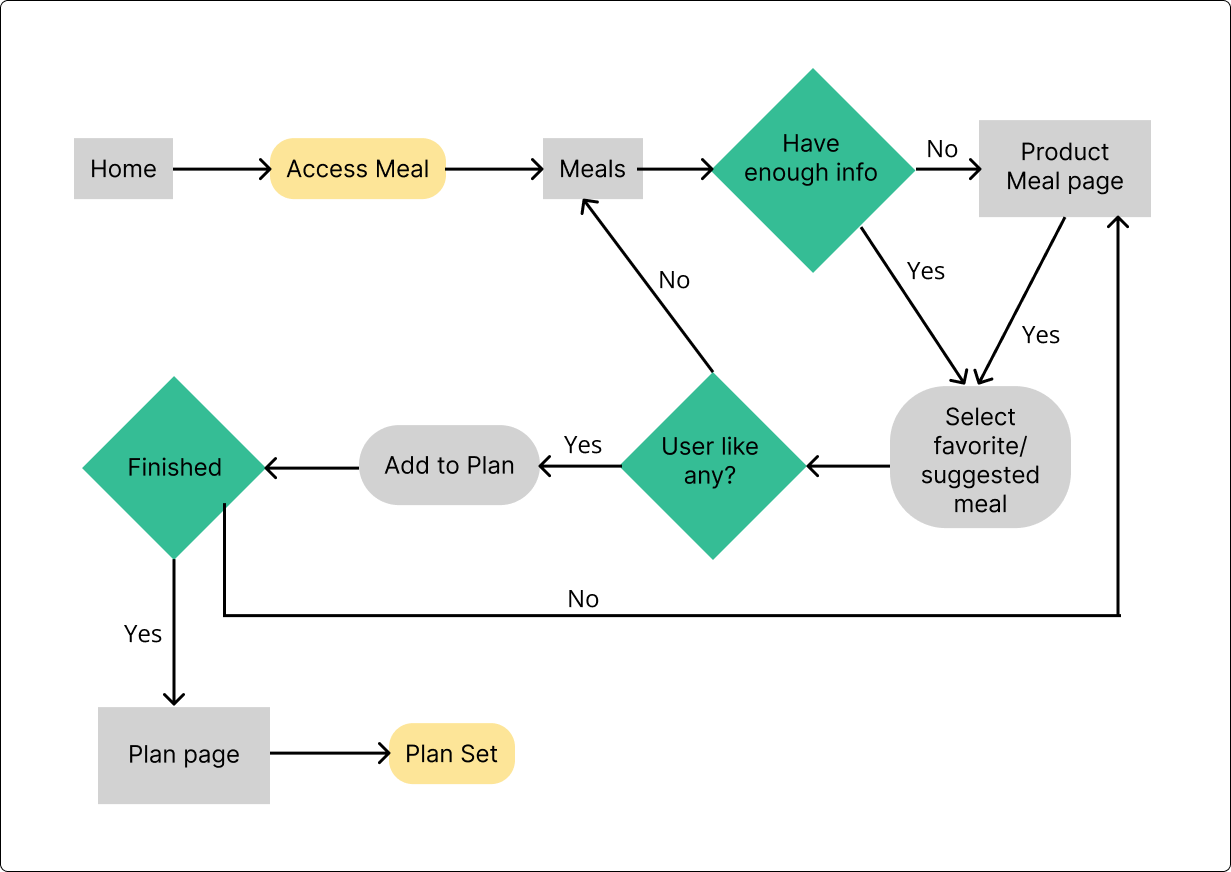 Home
Access Meal
Meals
Have
enough info
No
Product
Meal page
Yes
No
Yes
Select
favorite/
suggested
meal
User like
any?
Yes
Add to Plan
Finished
No
Yes
Plan page
Plan Set